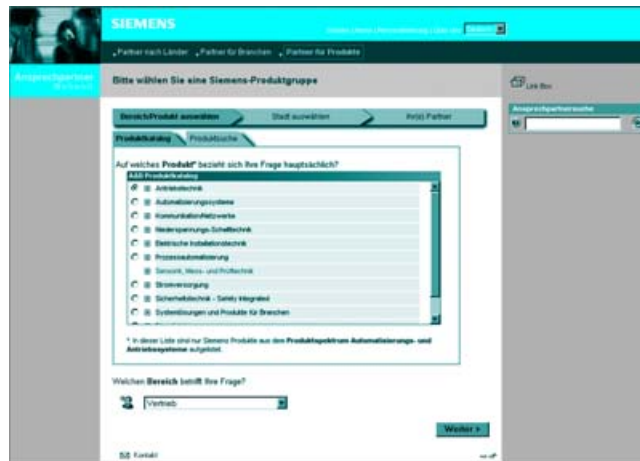 SIEMENS
Partner nach Länder Partner für Branchen Partner für Produkte
Ansprechpartner
Weltweit
Bitte wählen Sie eine Siemens-Produktgruppe
Link Box
Bereich/Produkt auswählen Stadt auswählen Ihr(e) Partner
Ansprechpartnersuche
Produktkatalog Produktsuche
Auf welches Produkt* bezieht sich Ihre Frage hauptsächlich?
A&D Produktkatalog
Antriebstechnik
Automatisierungssysteme
Kommunikation/Netzwerke
Niederspannungs-Schalttechnik
Elektrische Installationstechnik
Prozessautomatisierung
Sensorik, Mess- und Prüftechnik
Stromversorgung
Sicherheitstechnik - Safety Integrated
Systemlösungen und Produkte für Branchen
* In dieser Liste sind nur Siemens Produkte aus dem Produktspektrum Automatisierungs- und
Antriebssysteme aufgelistet.
Welchen Bereich betrifft Ihre Frage?
Vertrieb
Weiter >
Kontakt